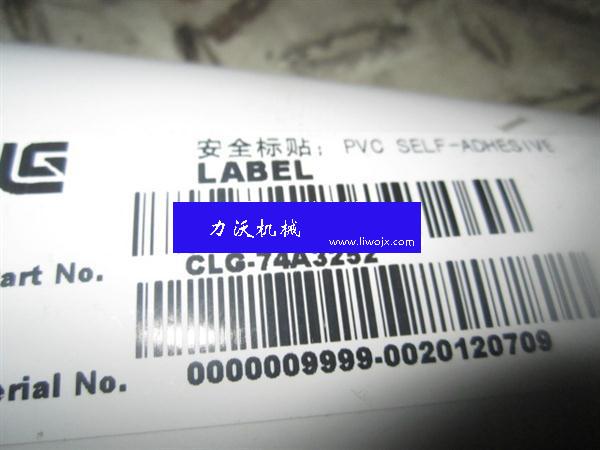 安全标贴: PVC SELF-ADHESIVE
LABEL
力沃机械
www.liwojx.com
art No. CLG-74A3252
erial No. 0000009999-0020120709